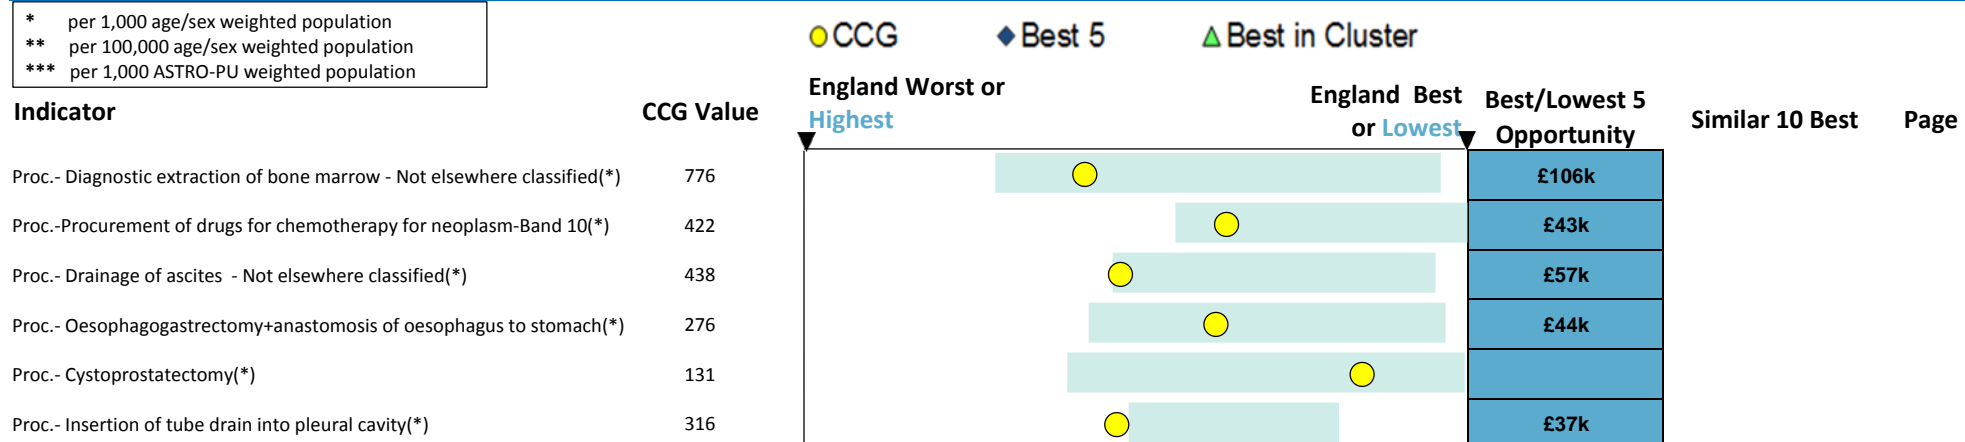 * per 1,000 age/sex weighted population
** per 100,000 age/sex weighted population
*** per 1,000 ASTRO-PU weighted population
CCG Best 5 Best in Cluster
Indicator CCG Value England Worst or Highest England Best or Lowest Best/Lowest 5 Opportunity Similar 10 Best Page
Proc.- Diagnostic extraction of bone marrow - Not elsewhere classified(*) 776 £106k
Proc.-Procurement of drugs for chemotherapy for neoplasm-Band 10(*) 422 £43k
Proc.- Drainage of ascites - Not elsewhere classified(*) 438 £57k
Proc.- Oesophagogastrectomy+anastomosis of oesophagus to stomach(*) 276 £44k
Proc.- Cystoprostatectomy(*) 131
Proc.- Insertion of tube drain into pleural cavity(*) 316 £37k